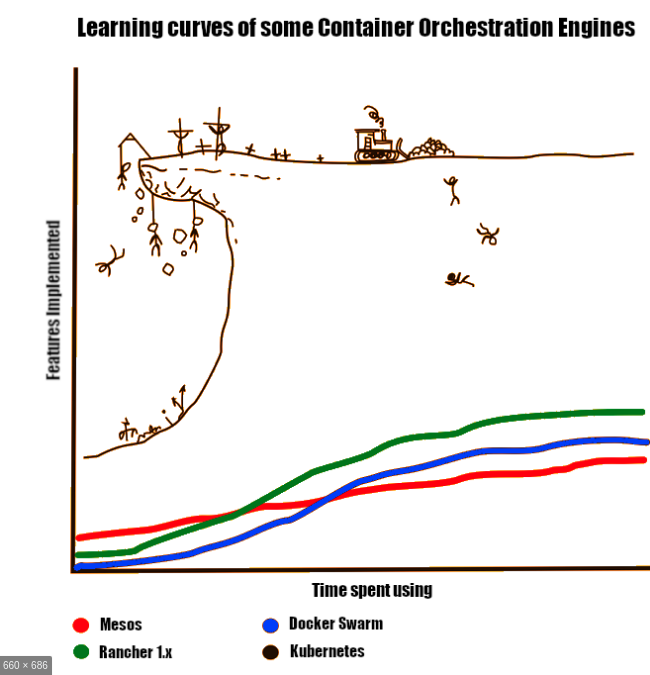 Learning curves of some Container Orchestration Engines
Features Implemented
Time spent using
Mesos
Docker Swarm
Rancher 1.x
Kubernetes
660 × 686